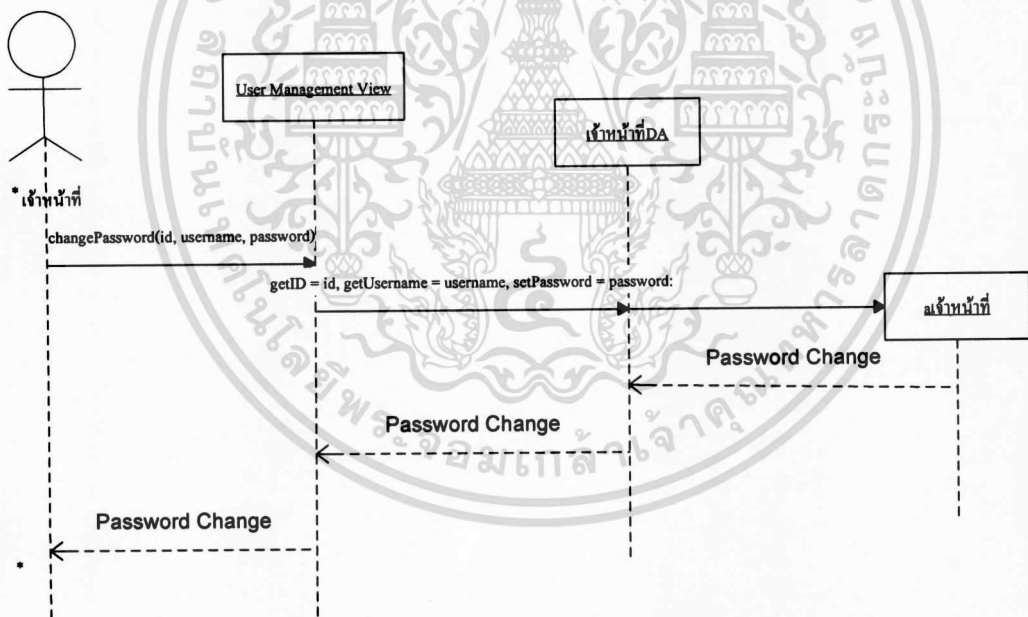 User Management View
เจ้าหน้าที่DA
* เจ้าหน้าที่
changePassword(id, username, password)
getID = id, getUsername = username, setPassword = password:
aเจ้าหน้าที่
Password Change
Password Change
Password Change
*